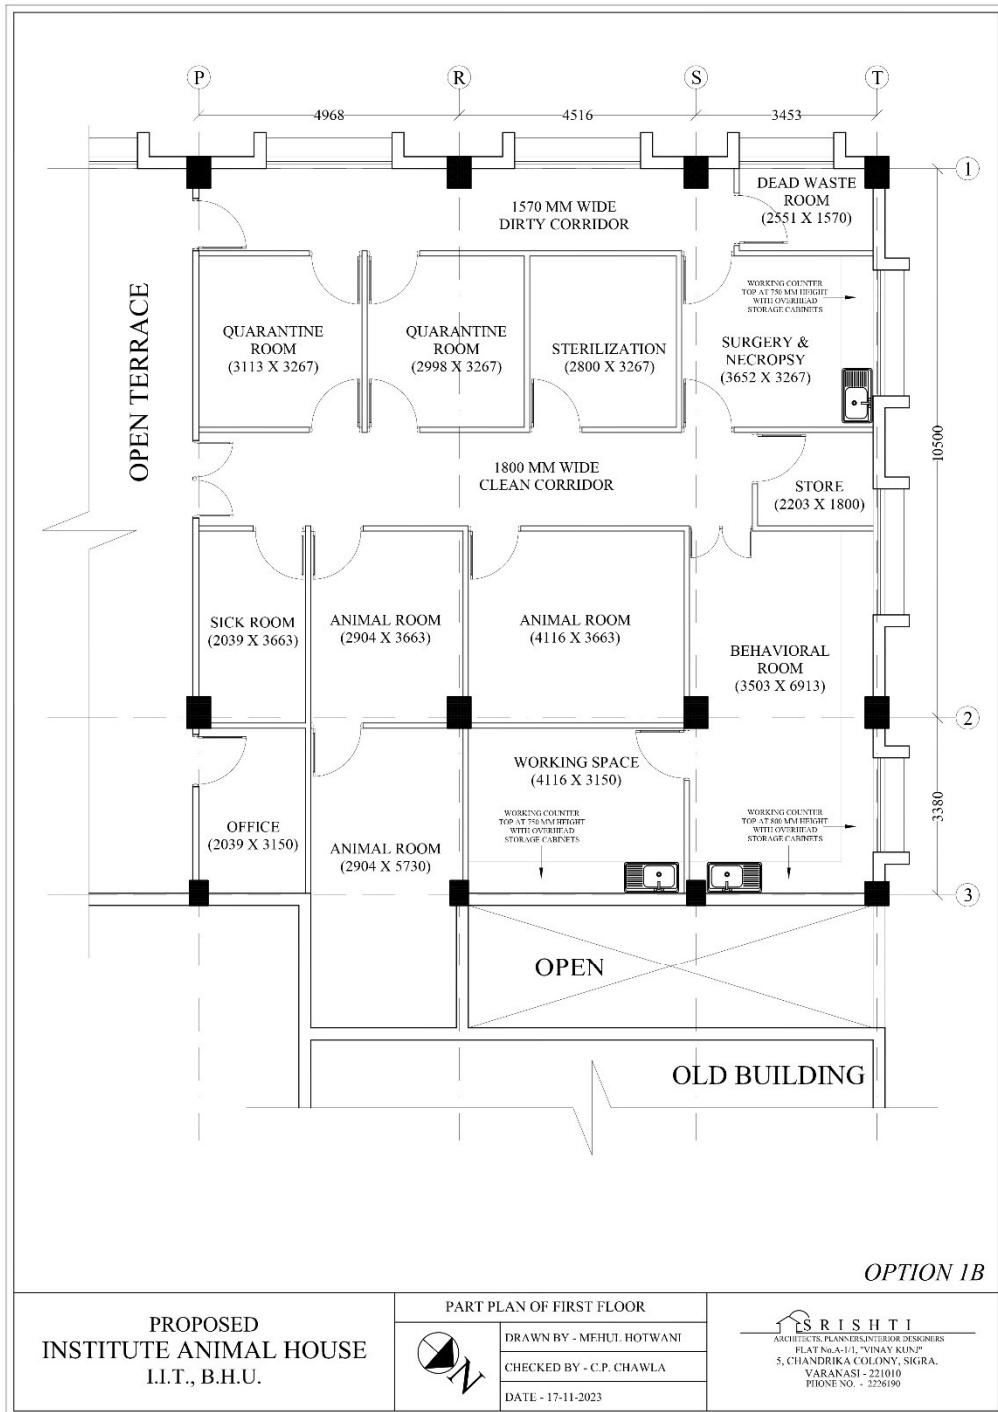 P
R
S
T
4968
4516
3453
1
DEAD WASTE
ROOM
(2551 X 1570)
1570 MM WIDE
DIRTY CORRIDOR
OPEN TERRACE
QUARANTINE
ROOM
(3113 X 3267)
QUARANTINE
ROOM
(2998 X 3267)
STERILIZATION
(2800 X 3267)
WORKING COUNTER
TOP AT 750 MM HEIGHT
WITH OVERHEAD
STORAGE CABINETS
SURGERY &
NECROPSY
(3652 X 3267)
10500
1800 MM WIDE
CLEAN CORRIDOR
STORE
(2203 X 1800)
SICK ROOM
(2039 X 3663)
ANIMAL ROOM
(2904 X 3663)
ANIMAL ROOM
(4116 X 3663)
BEHAVIORAL
ROOM
(3503 X 6913)
2
WORKING SPACE
(4116 X 3150)
3380
OFFICE
(2039 X 3150)
ANIMAL ROOM
(2904 X 5730)
WORKING COUNTER
TOP AT 750 MM HEIGHT
WITH OVERHEAD
STORAGE CABINETS
WORKING COUNTER
TOP AT 800 MM HEIGHT
WITH OVERHEAD
STORAGE CABINETS
3
OPEN
OLD BUILDING
OPTION 1B
PROPOSED
INSTITUTE ANIMAL HOUSE
I.I.T., B.H.U.
PART PLAN OF FIRST FLOOR
N
DRAWN BY - MEHUL HOTWANI
CHECKED BY - C.P. CHAWLA
DATE - 17-11-2023
SRISHTI
ARCHITECTS, PLANNERS,INTERIOR DESIGNERS
FLAT No.A-1/1, "VINAY KUNJ"
5, CHANDRIKA COLONY, SIGRA.
VARANASI - 221010
PHONE NO. - 2226190